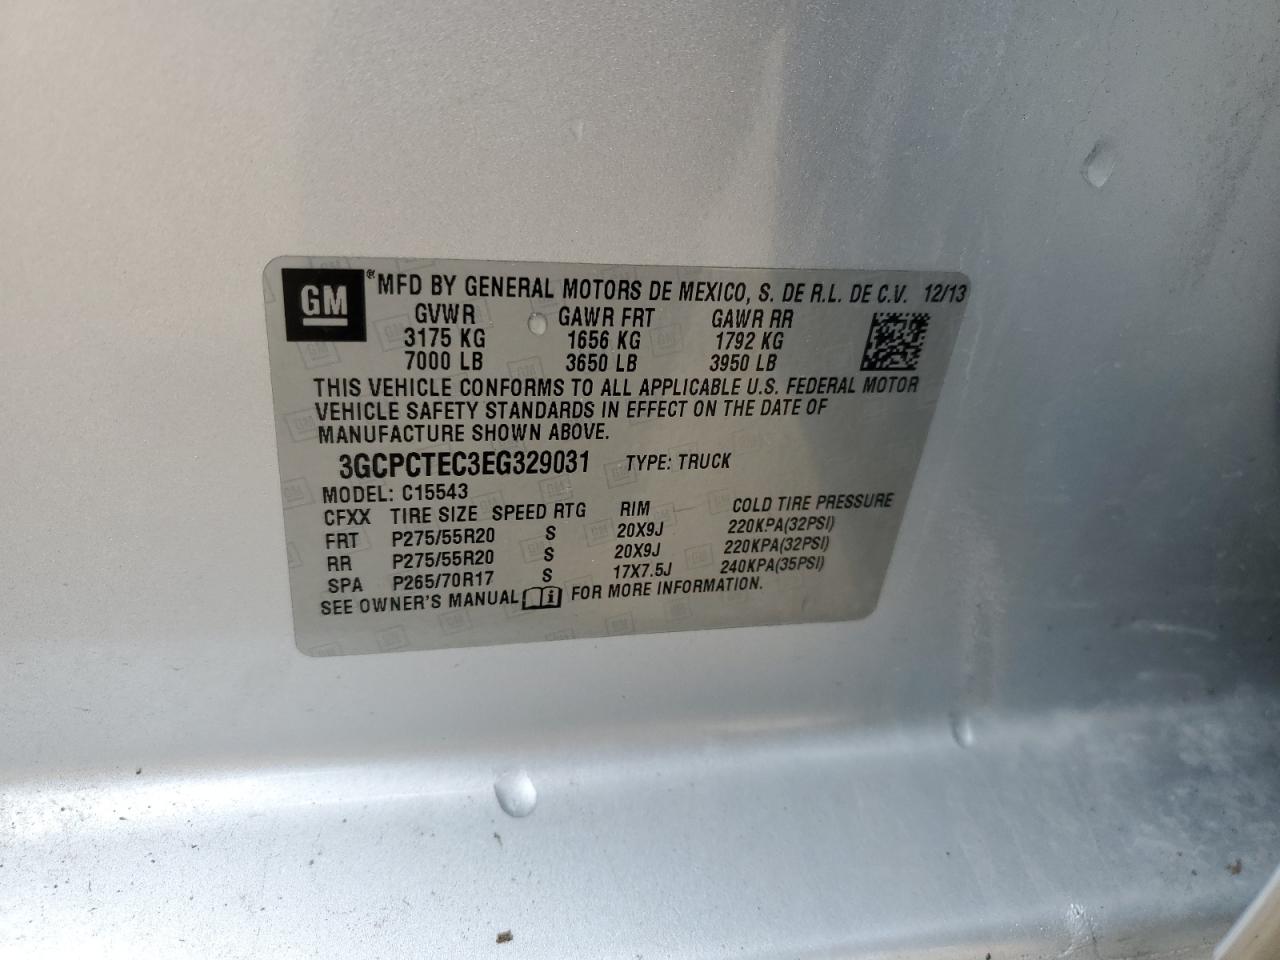 GM ® MFD BY GENERAL MOTORS DE MEXICO, S. DE R.L. DE C.V. 12/13
GVWR GAWR FRT GAWR RR
3175 KG 1656 KG 1792 KG
7000 LB 3650 LB 3950 LB
THIS VEHICLE CONFORMS TO ALL APPLICABLE U.S. FEDERAL MOTOR
VEHICLE SAFETY STANDARDS IN EFFECT ON THE DATE OF
MANUFACTURE SHOWN ABOVE.
3GCPCTEC3EG329031 TYPE: TRUCK
MODEL: C15543
CFXX TIRE SIZE SPEED RTG RIM COLD TIRE PRESSURE
FRT P275/55R20 S 20X9J 220KPA(32PSI)
RR P275/55R20 S 20X9J 220KPA(32PSI)
SPA P265/70R17 S 17X7.5J 240KPA(35PSI)
SEE OWNER'S MANUAL i FOR MORE INFORMATION.